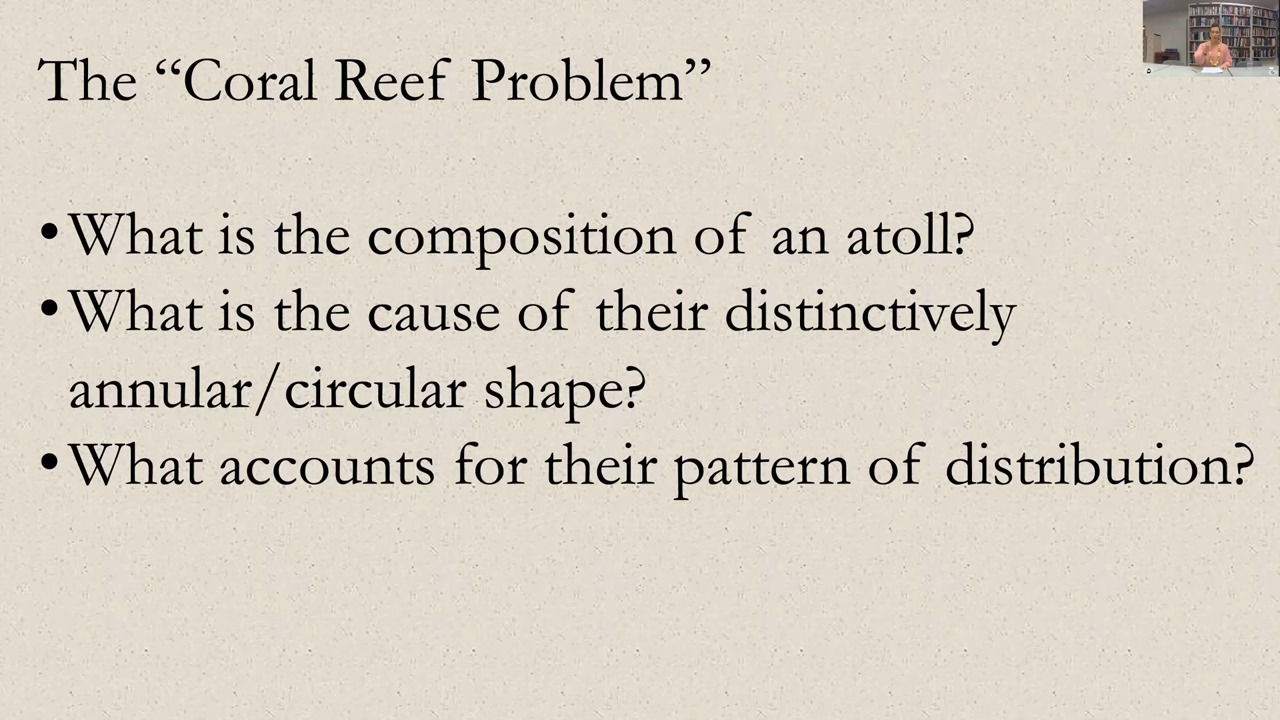 The “Coral Reef Problem”
•What is the composition of an atoll?
•What is the cause of their distinctively
annular/circular shape?
•What accounts for their pattern of distribution?